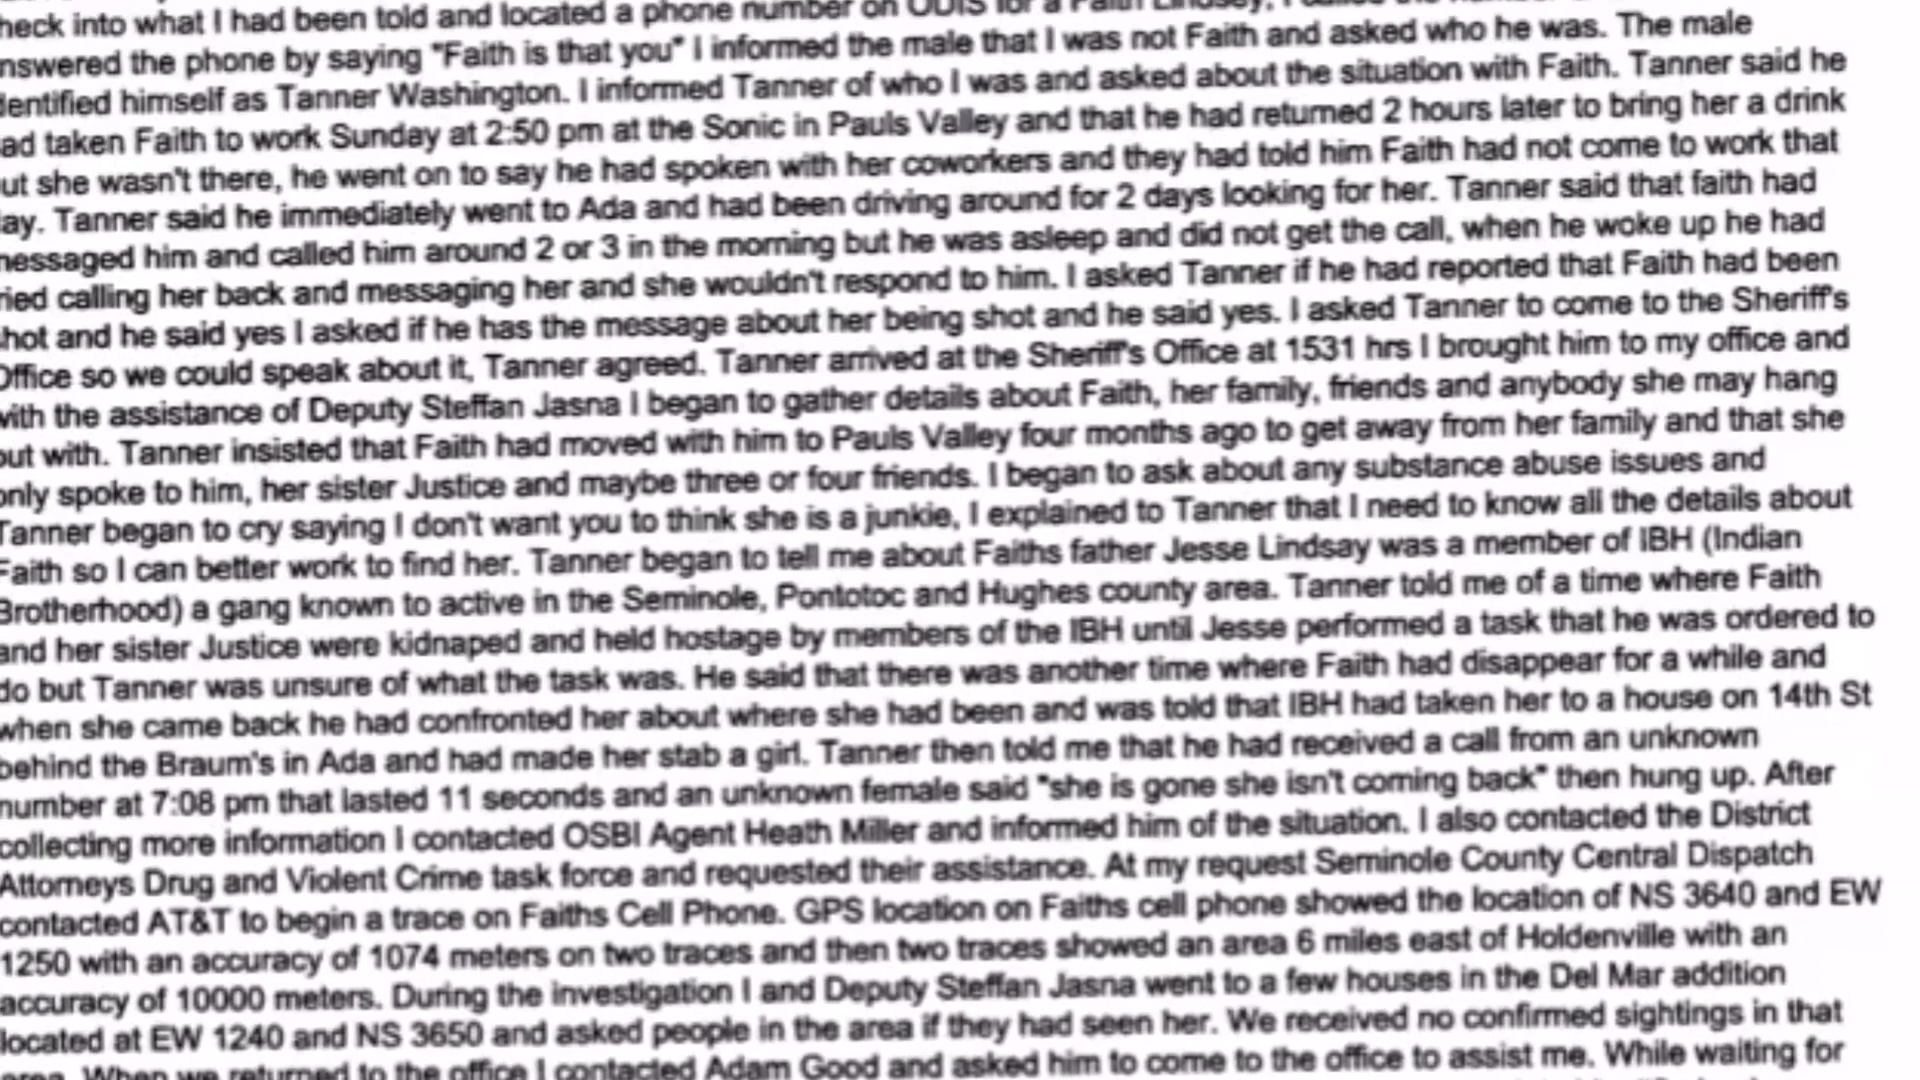 heck into what I had been told and located a phone number on ODIS for a Faith Lindsey, I called the number
nswered the phone by saying "Faith is that you" I informed the male that I was not Faith and asked who he was. The male
dentified himself as Tanner Washington. I informed Tanner of who I was and asked about the situation with Faith. Tanner said he
ad taken Faith to work Sunday at 2:50 pm at the Sonic in Pauls Valley and that he had returned 2 hours later to bring her a drink
ut she wasn't there, he went on to say he had spoken with her coworkers and they had told him Faith had not come to work that
ay. Tanner said he immediately went to Ada and had been driving around for 2 days looking for her. Tanner said that faith had
nessaged him and called him around 2 or 3 in the morning but he was asleep and did not get the call, when he woke up he had
ried calling her back and messaging her and she wouldn't respond to him. I asked Tanner if he had reported that Faith had been
hot and he said yes I asked if he has the message about her being shot and he said yes. I asked Tanner to come to the Sheriff's
Office so we could speak about it, Tanner agreed. Tanner arrived at the Sheriff's Office at 1531 hrs I brought him to my office and
with the assistance of Deputy Steffan Jasna I began to gather details about Faith, her family, friends and anybody she may hang
out with. Tanner insisted that Faith had moved with him to Pauls Valley four months ago to get away from her family and that she
only spoke to him, her sister Justice and maybe three or four friends. I began to ask about any substance abuse issues and
Tanner began to cry saying I don't want you to think she is a junkie, I explained to Tanner that I need to know all the details about
Faith so I can better work to find her. Tanner began to tell me about Faiths father Jesse Lindsay was a member of IBH (Indian
Brotherhood) a gang known to active in the Seminole, Pontotoc and Hughes county area. Tanner told me of a time where Faith
and her sister Justice were kidnaped and held hostage by members of the IBH until Jesse performed a task that he was ordered to
do but Tanner was unsure of what the task was. He said that there was another time where Faith had disappear for a while and
when she came back he had confronted her about where she had been and was told that IBH had taken her to a house on 14th St
behind the Braum's in Ada and had made her stab a girl. Tanner then told me that he had received a call from an unknown
number at 7:08 pm that lasted 11 seconds and an unknown female said "she is gone she isn't coming back" then hung up. After
collecting more information I contacted OSBI Agent Heath Miller and informed him of the situation. I also contacted the District
Attorneys Drug and Violent Crime task force and requested their assistance. At my request Seminole County Central Dispatch
contacted AT&T to begin a trace on Faiths Cell Phone. GPS location on Faiths cell phone showed the location of NS 3640 and EW
1250 with an accuracy of 1074 meters on two traces and then two traces showed an area 6 miles east of Holdenville with an
accuracy of 10000 meters. During the investigation I and Deputy Steffan Jasna went to a few houses in the Del Mar addition
located at EW 1240 and NS 3650 and asked people in the area if they had seen her. We received no confirmed sightings in that
area. When we returned to the office I contacted Adam Good and asked him to come to the office to assist me. While waiting for